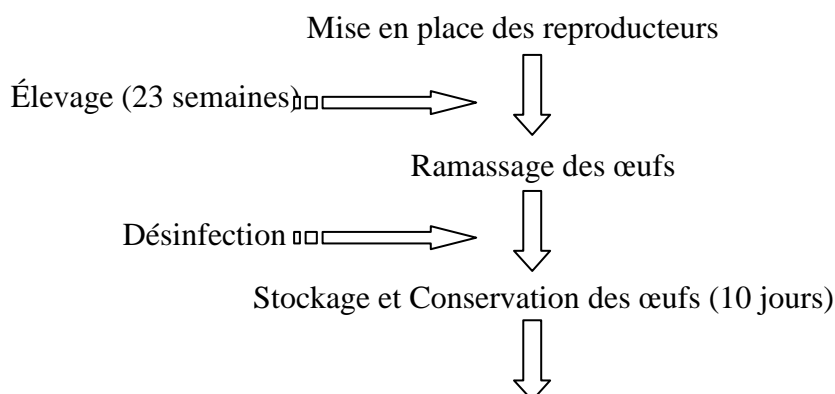 Mise en place des reproducteurs
Élevage (23 semaines)
Ramassage des œufs
Désinfection
Stockage et Conservation des œufs (10 jours)